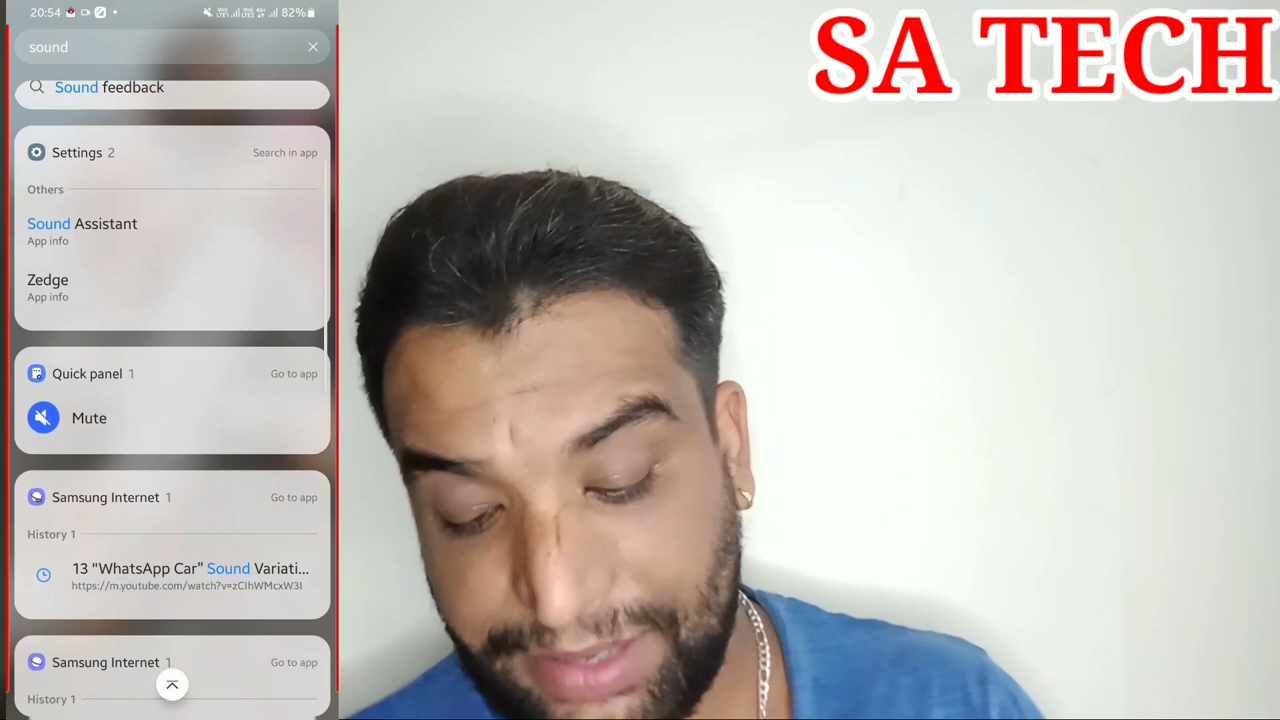 20:54
82%
SA TECH
sound
Sound feedback
Settings 2
Search in app
Others
Sound Assistant
App info
Zedge
App info
Quick panel 1
Go to app
Mute
Samsung Internet 1
Go to app
History 1
13 "WhatsApp Car" Sound Variati...
https://m.youtube.com/watch?v=zCIhWMcxW3I
Samsung Internet 1
Go to app
History 1